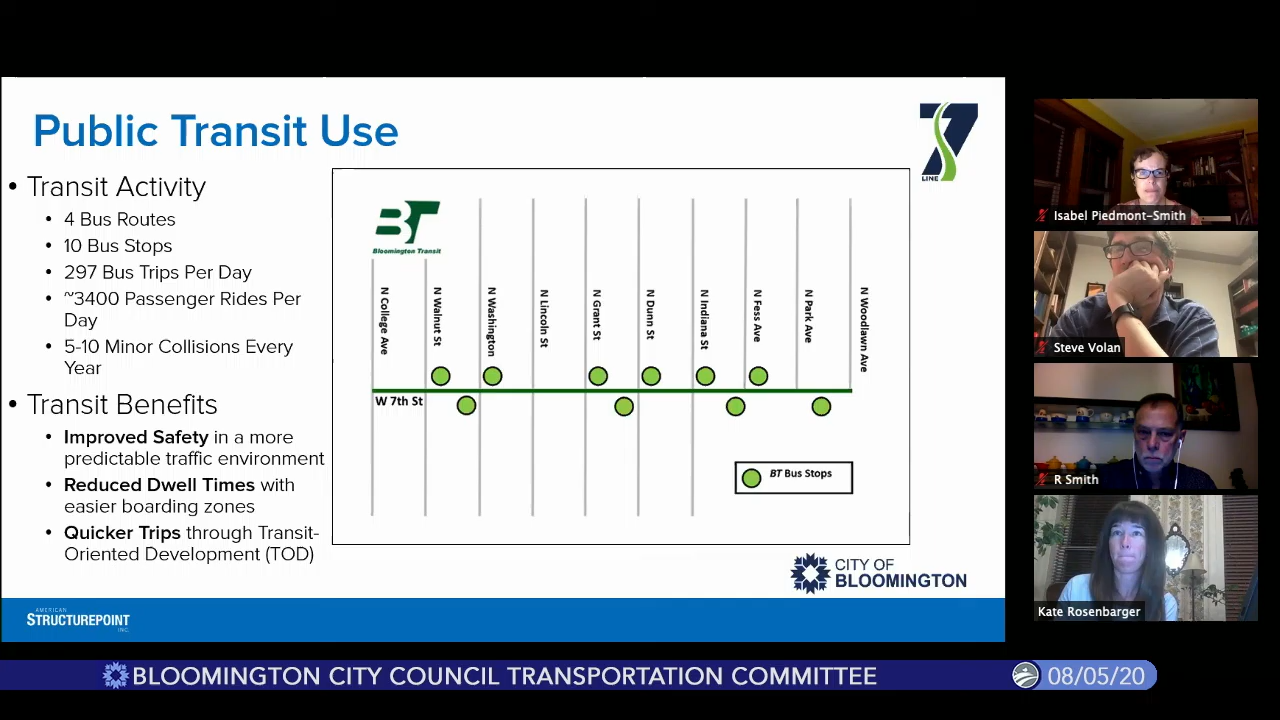 Public Transit Use
7
LINE
• Transit Activity
• 4 Bus Routes
• 10 Bus Stops
• 297 Bus Trips Per Day
• ~3400 Passenger Rides Per
Day
• 5-10 Minor Collisions Every
Year
• Transit Benefits
• Improved Safety in a more
predictable traffic environment
• Reduced Dwell Times with
easier boarding zones
• Quicker Trips through Transit-
Oriented Development (TOD)
BT
Bloomington Transit
N College Ave
N Walnut St
N Washington
N Lincoln St
N Grant St
N Dunn St
N Indiana St
N Fess Ave
N Park Ave
N Woodlawn Ave
W 7th St
BT Bus Stops
CITY OF
BLOOMINGTON
AMERICAN
STRUCTUREPOINT
INC.
Isabel Piedmont-Smith
Steve Volan
R Smith
Kate Rosenbarger
BLOOMINGTON CITY COUNCIL TRANSPORTATION COMMITTEE
08/05/20